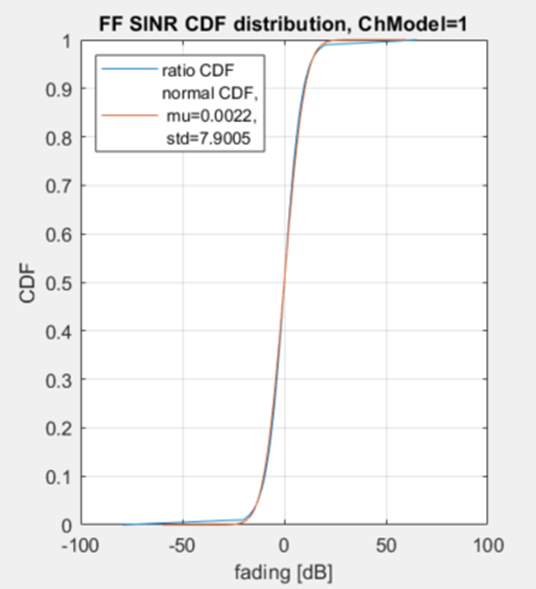 FF SINR CDF distribution, ChModel=1
1
0.9
0.8
0.7
0.6
0.5
0.4
0.3
0.2
0.1
0
CDF
ratio CDF
normal CDF,
mu=0.0022,
std=7.9005
-100
-50
0
50
100
fading [dB]